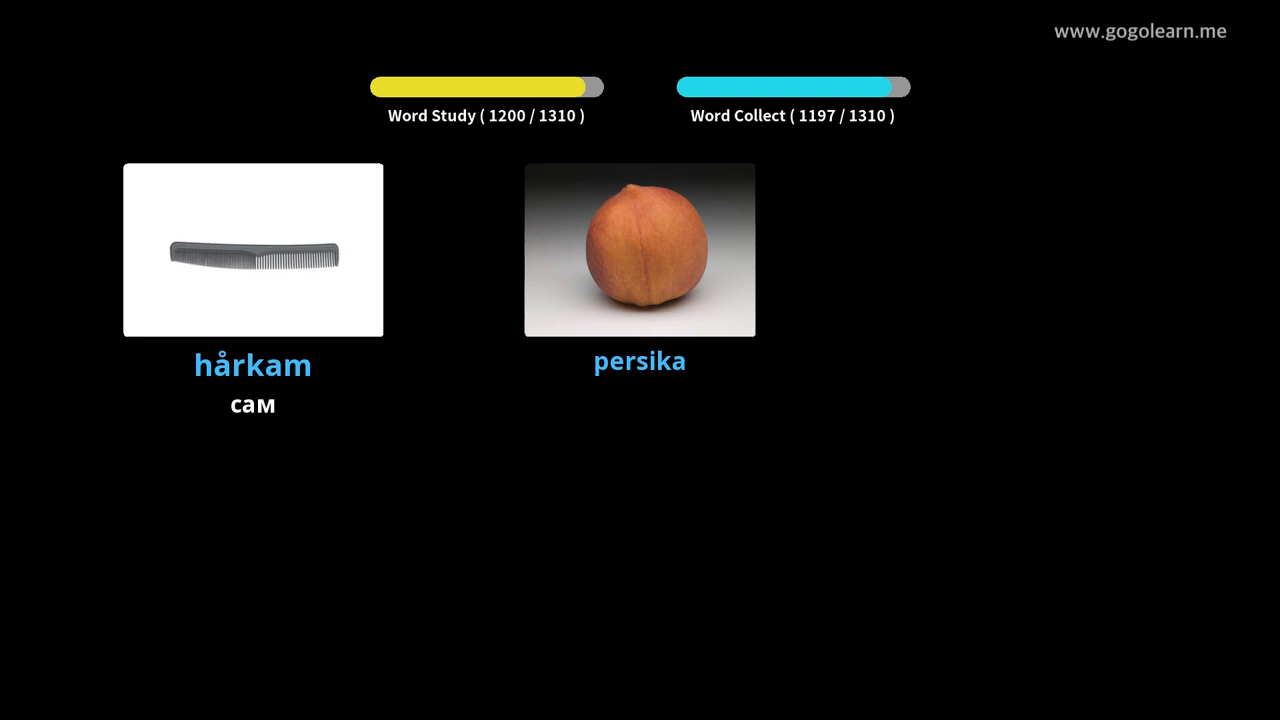 www.gogolearn.me
Word Study ( 1200 / 1310 )
Word Collect ( 1197 / 1310 )
hårkam
сам
persika